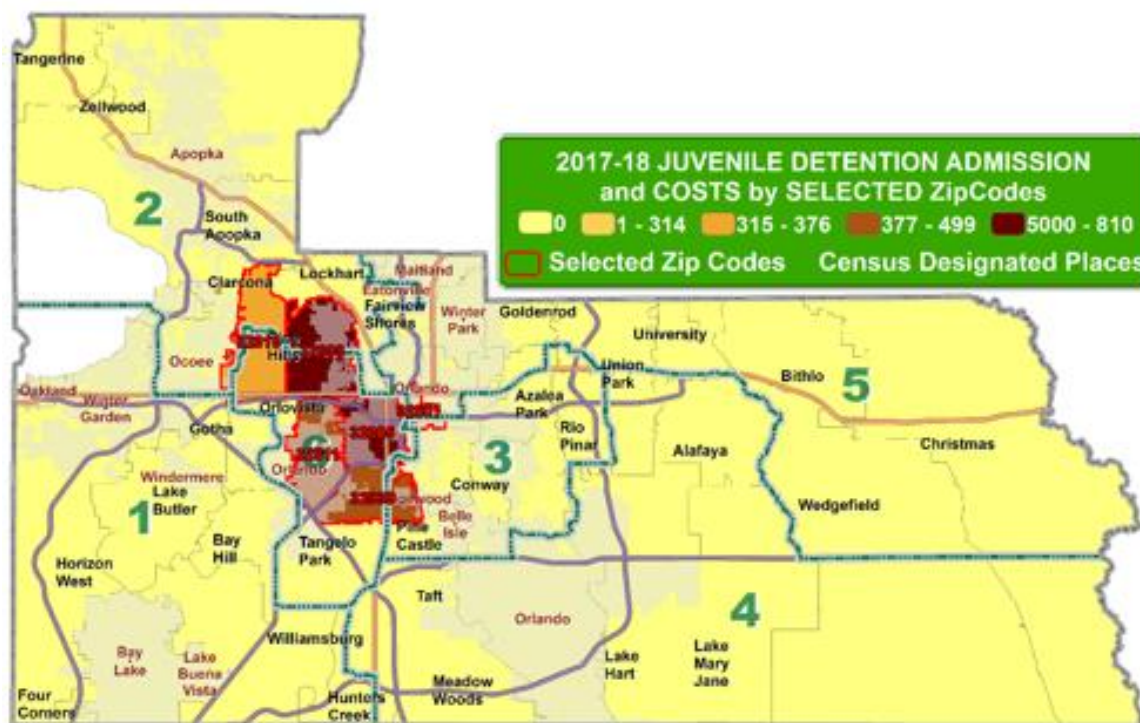 Tangerine
Zellwood
Apopka
2
South
Apopka
2017-18 JUVENILE DETENTION ADMISSION
and COSTS by SELECTED ZipCodes
0 1 - 314 315 - 376 377 - 499 5000 - 810
Selected Zip Codes Census Designated Places
Clarcona
Lockhart
Maitland
Eatonville
Fairview
Shores
Winter
Park
Goldenrod
University
Union
Park
Bithlo
5
Christmas
Ocoee
Oakland
Winter
Garden
Gotha
Orlovista
Orlando
Azalea
Park
Rio
Pinar
Alafaya
Wedgefield
3
Conway
Orlando
Windermere
Lake
Butler
1
Bay
Hill
Horizon
West
Tangelo
Park
Pine
Castle
Belle
Isle
Taft
Orlando
4
Williamsburg
Bay
Lake
Lake
Buena
Vista
Four
Corners
Hunters
Creek
Meadow
Woods
Lake
Hart
Lake
Mary
Jane